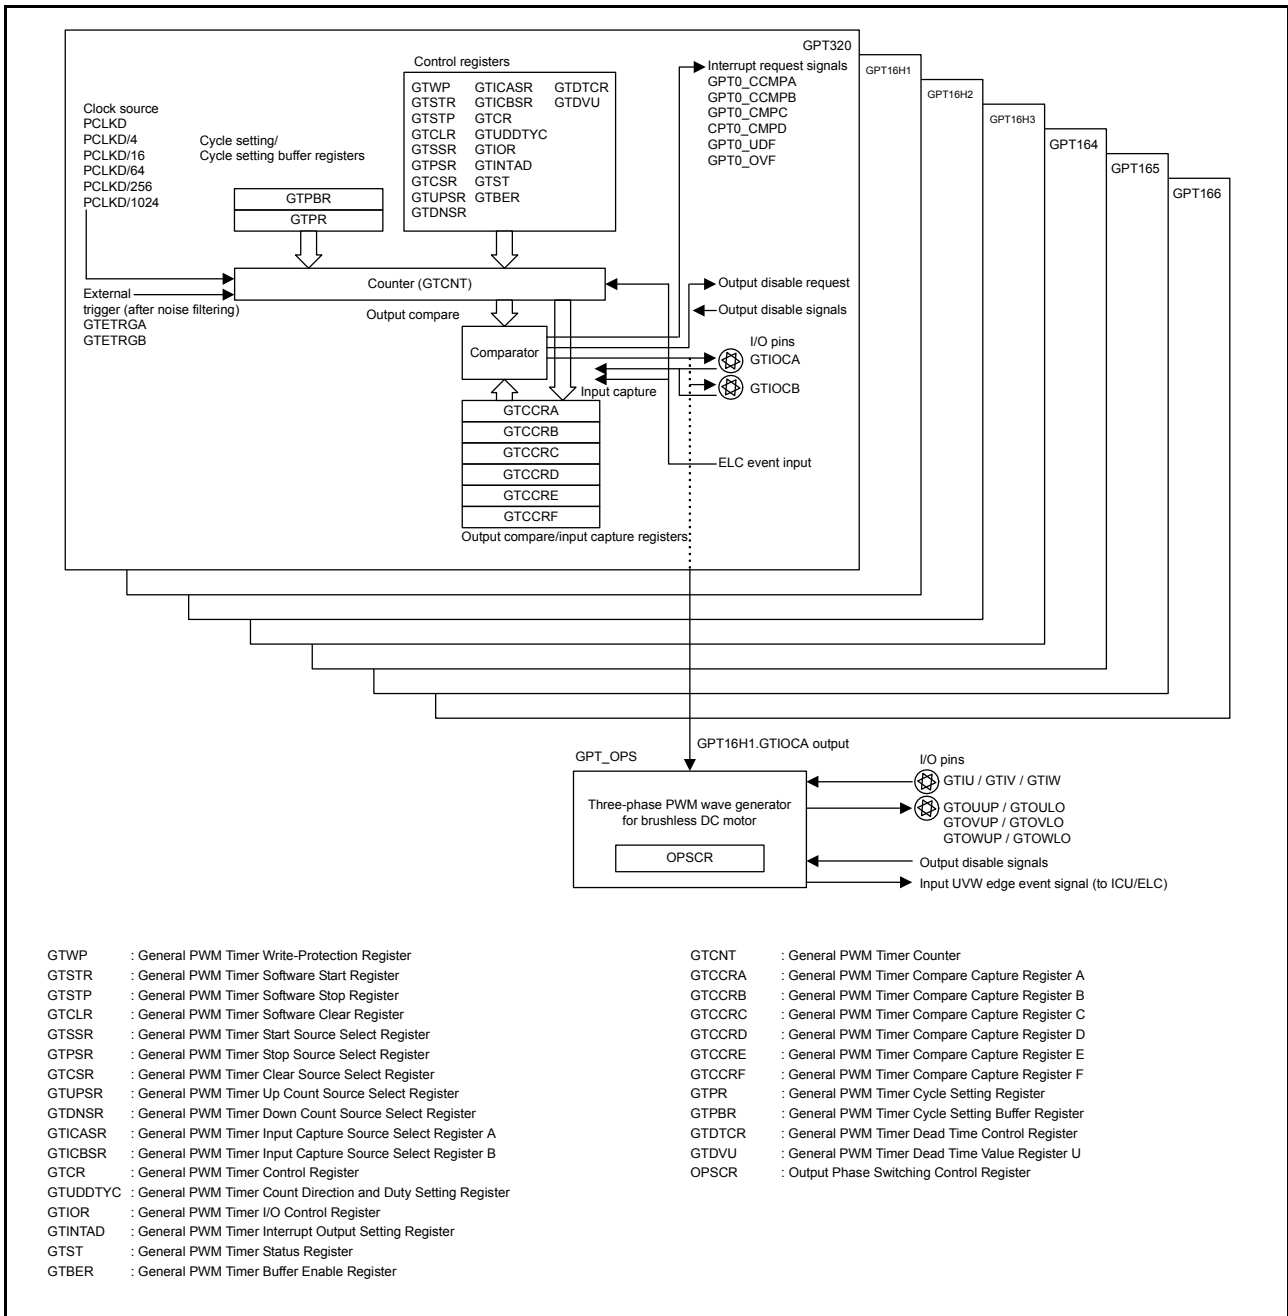 GPT320
GPT16H1
GPT16H2
GPT16H3
GPT164
GPT165
GPT166
Clock source
PCLKD
PCLKD/4
PCLKD/16
PCLKD/64
PCLKD/256
PCLKD/1024
Cycle setting/
Cycle setting buffer registers
GTPBR
GTPR
Control registers
GTWP GTICASR GTDTCR
GTSTR GTICBSR GTDVU
GTSTP GTCR
GTCLR GTUDDTYC
GTSSR GTIOR
GTPSR GTINTAD
GTCSR GTST
GTUPSR GTBER
GTDNSR
Interrupt request signals
GPT0_CCMPA
GPT0_CCMPB
GPT0_CMPC
CPT0_CMPD
GPT0_UDF
GPT0_OVF
Counter (GTCNT)
External
trigger (after noise filtering)
GTETRGA
GTETRGB
Output compare
Comparator
Output disable request
Output disable signals
I/O pins
GTIOCA
GTIOCB
Input capture
GTCCRA
GTCCRB
GTCCRC
GTCCRD
GTCCRE
GTCCRF
Output compare/input capture registers
ELC event input
GPT16H1.GTIOCA output
GPT_OPS
Three-phase PWM wave generator
for brushless DC motor
OPSCR
I/O pins
GTIU / GTIV / GTIW
GTOUUP / GTOULO
GTOVUP / GTOVLO
GTOWUP / GTOWLO
Output disable signals
Input UVW edge event signal (to ICU/ELC)
GTWP : General PWM Timer Write-Protection Register
GTSTR : General PWM Timer Software Start Register
GTSTP : General PWM Timer Software Stop Register
GTCLR : General PWM Timer Software Clear Register
GTSSR : General PWM Timer Start Source Select Register
GTPSR : General PWM Timer Stop Source Select Register
GTCSR : General PWM Timer Clear Source Select Register
GTUPSR : General PWM Timer Up Count Source Select Register
GTDNSR : General PWM Timer Down Count Source Select Register
GTICASR : General PWM Timer Input Capture Source Select Register A
GTICBSR : General PWM Timer Input Capture Source Select Register B
GTCR : General PWM Timer Control Register
GTUDDTYC : General PWM Timer Count Direction and Duty Setting Register
GTIOR : General PWM Timer I/O Control Register
GTINTAD : General PWM Timer Interrupt Output Setting Register
GTST : General PWM Timer Status Register
GTBER : General PWM Timer Buffer Enable Register
GTCNT : General PWM Timer Counter
GTCCRA : General PWM Timer Compare Capture Register A
GTCCRB : General PWM Timer Compare Capture Register B
GTCCRC : General PWM Timer Compare Capture Register C
GTCCRD : General PWM Timer Compare Capture Register D
GTCCRE : General PWM Timer Compare Capture Register E
GTCCRF : General PWM Timer Compare Capture Register F
GTPR : General PWM Timer Cycle Setting Register
GTPBR : General PWM Timer Cycle Setting Buffer Register
GTDTCR : General PWM Timer Dead Time Control Register
GTDVU : General PWM Timer Dead Time Value Register U
OPSCR : Output Phase Switching Control Register